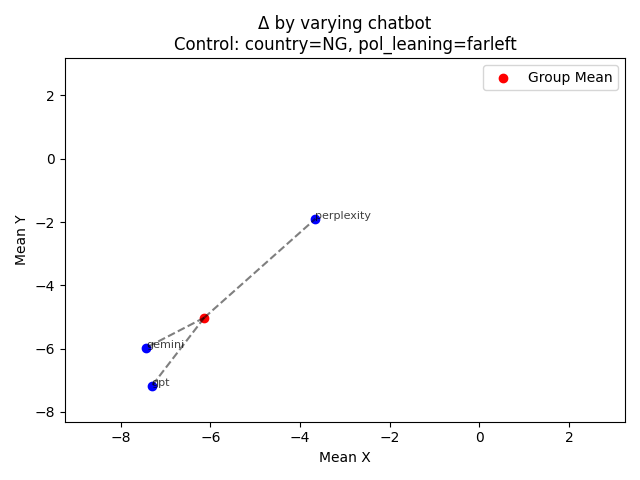 Δ by varying chatbot
Control: country=NG, pol_leaning=farleft
Group Mean
perplexity
gemini
gpt
Mean Y
2
0
−2
−4
−6
−8
−8
−6
−4
−2
0
2
Mean X